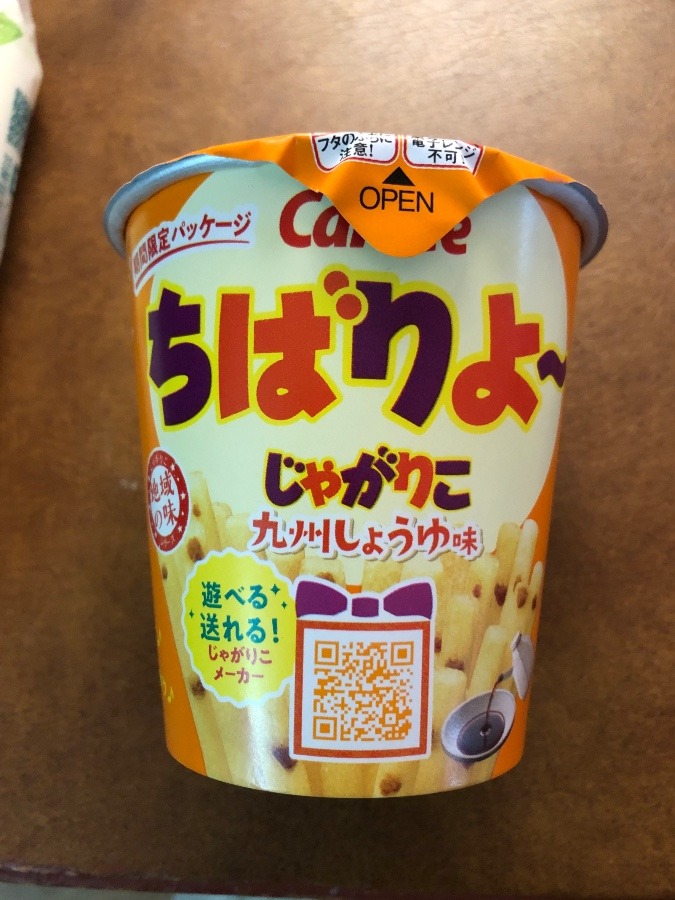 フタのふちに
注意!
電子レンジ
不可
OPEN
Calbee
期間限定パッケージ
ちばりよ~
じゃがりこ
九州しょうゆ味
地域
の味
遊べる
送れる!
じゃがりこ
メーカー